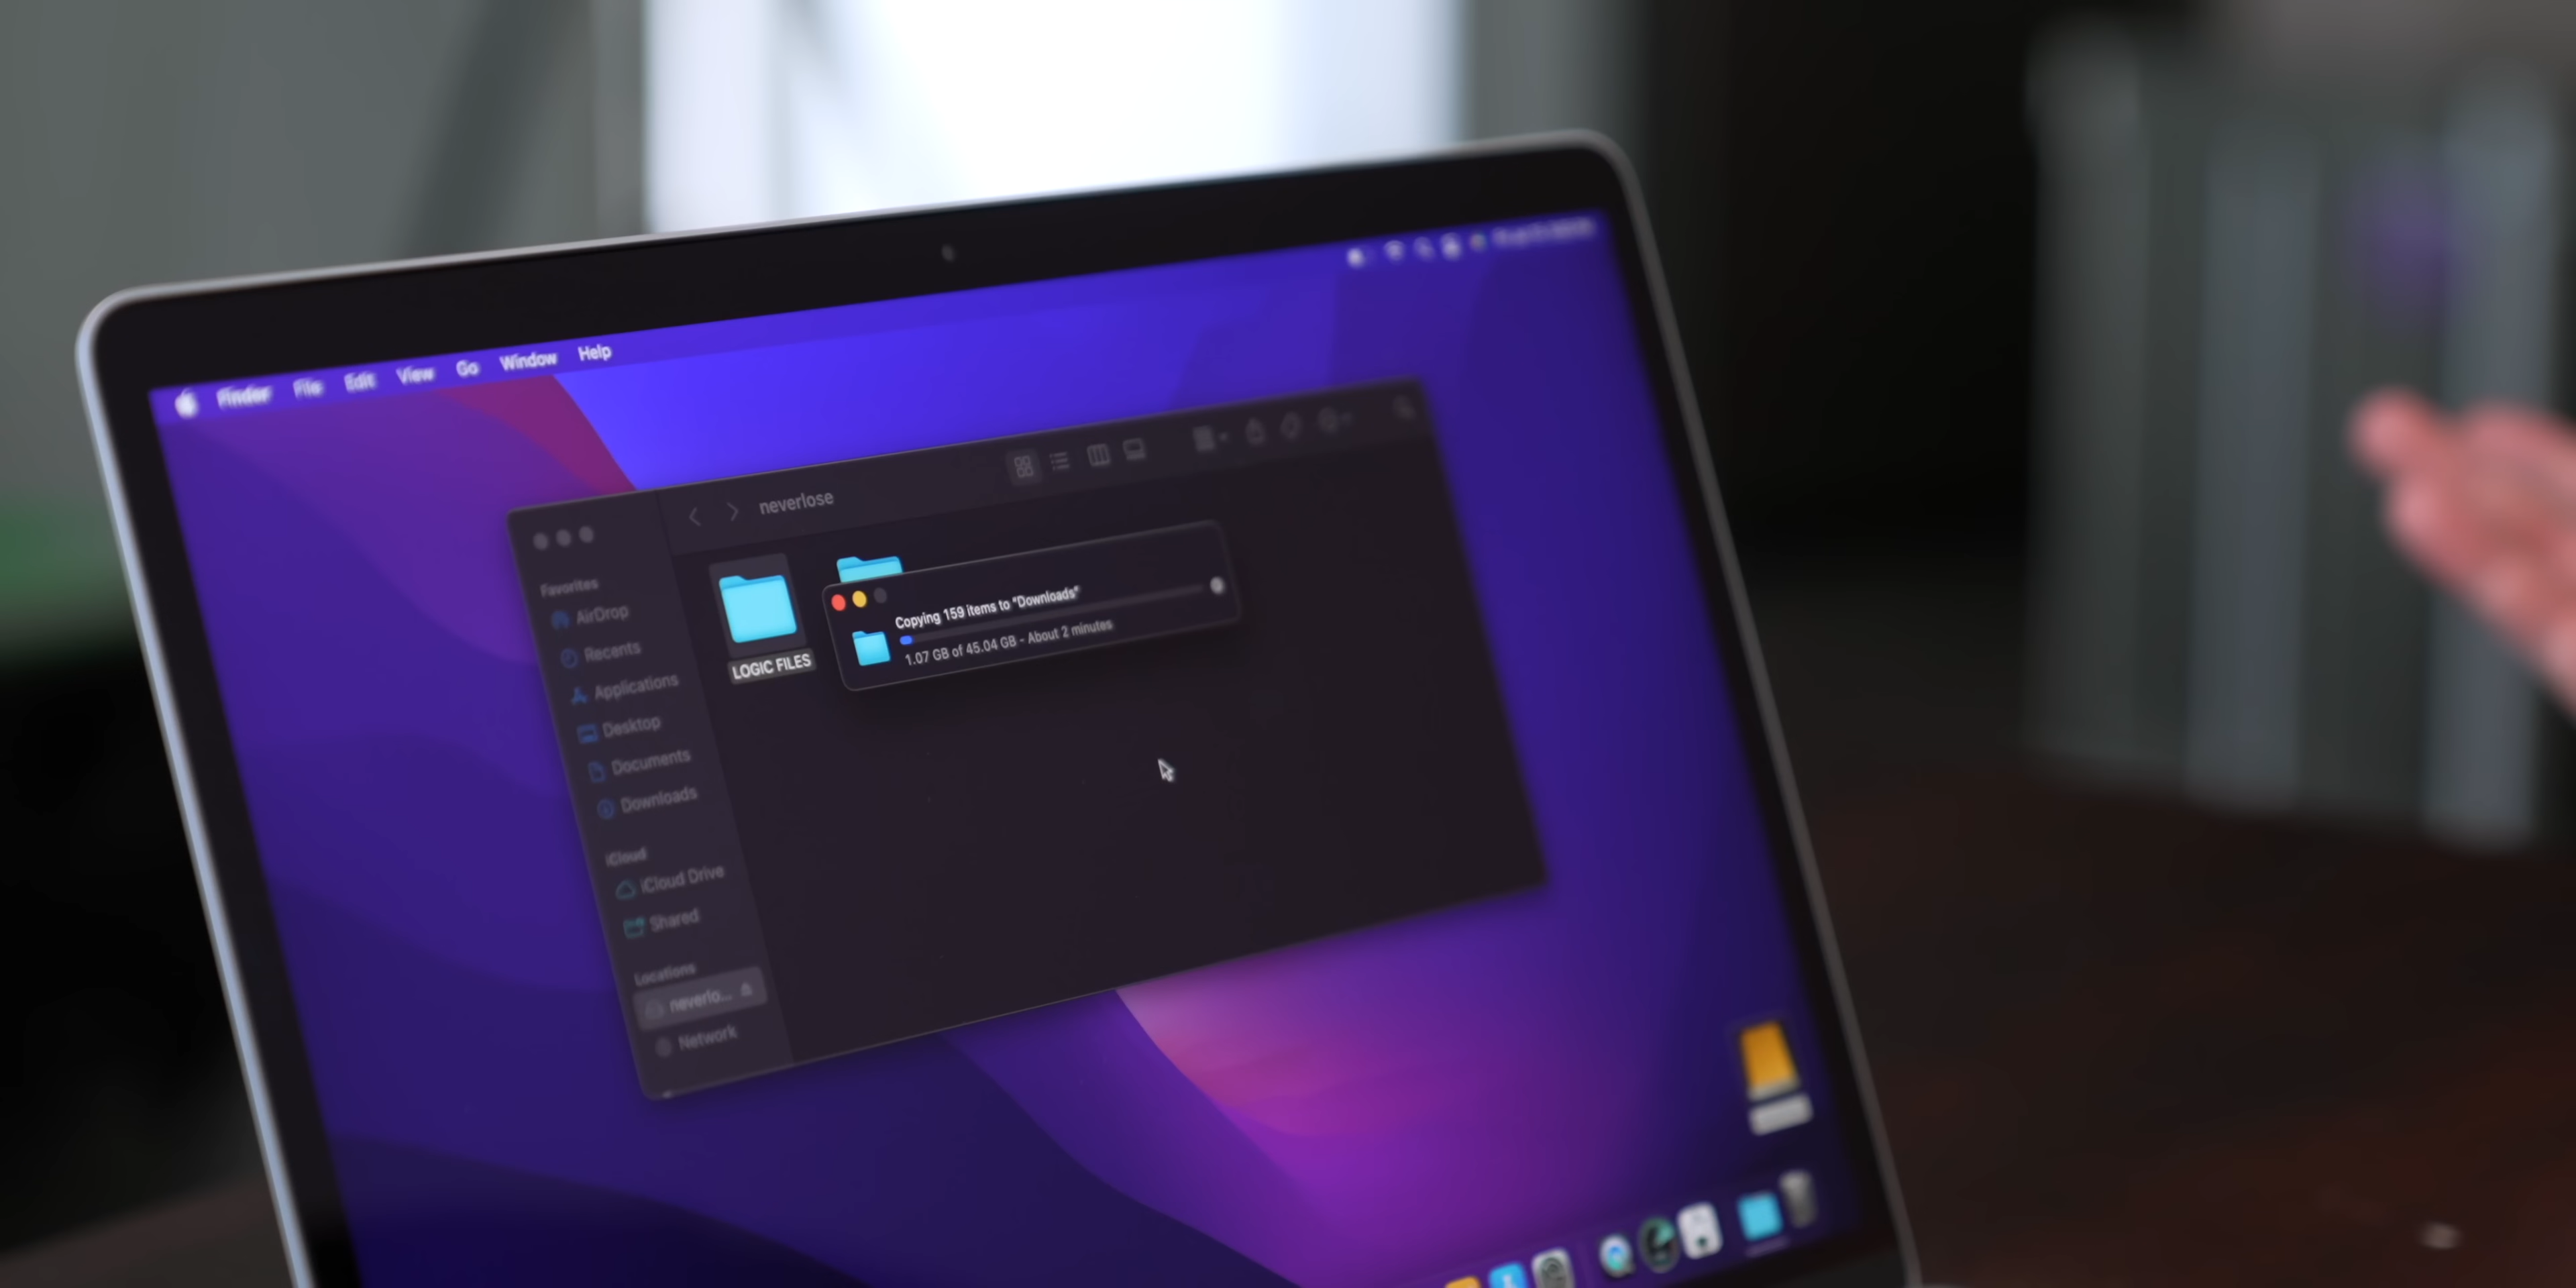 Finder File Edit View Go Window Help
neverlose
Favorites
AirDrop
Recents
Applications
Desktop
Documents
Downloads
iCloud
iCloud Drive
Shared
Locations
neverlo...
Network
LOGIC FILES
Copying 159 items to "Downloads"
1.07 GB of 45.04 GB - About 2 minutes